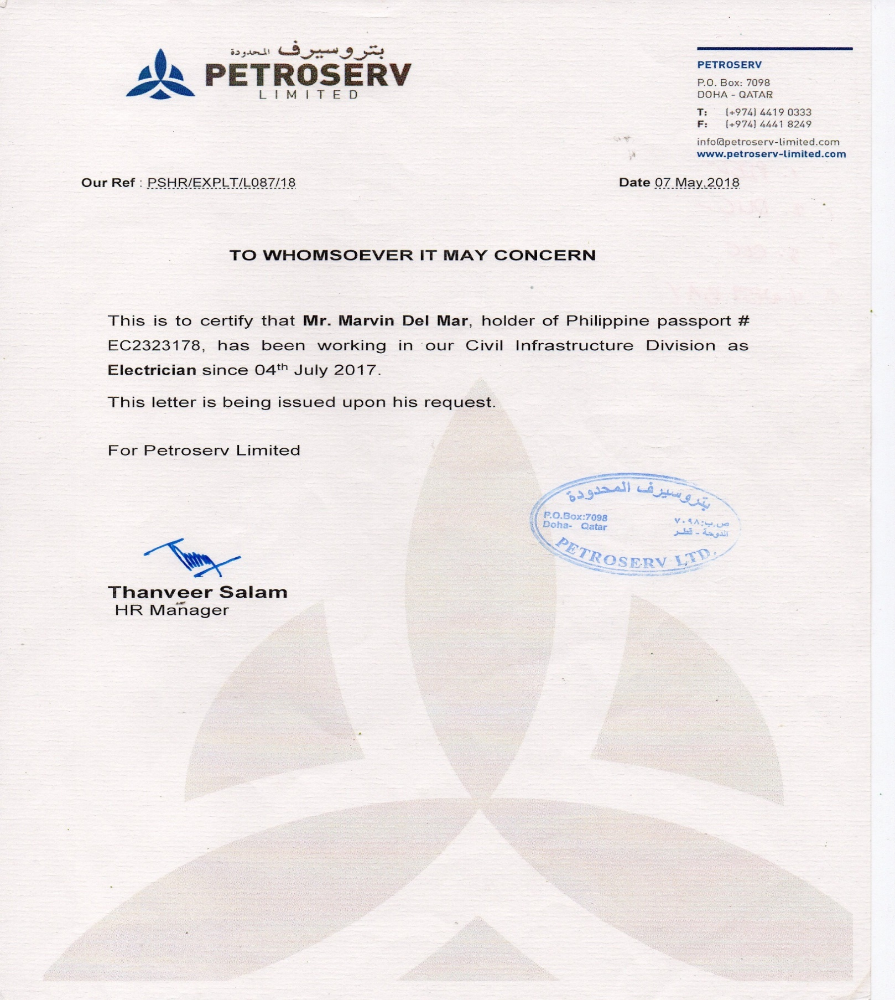 بتروسيرف المحدودة
PETROSERV
LIMITED
PETROSERV
P.O. Box: 7098
DOHA - QATAR
T: (+974) 4419 0333
F: (+974) 4441 8249
info@petroserv-limited.com
www.petroserv-limited.com
Our Ref : PSHR/EXPLT/L087/18
Date 07 May,2018
TO WHOMSOEVER IT MAY CONCERN
This is to certify that Mr. Marvin Del Mar, holder of Philippine passport #
EC2323178, has been working in our Civil Infrastructure Division as
Electrician since 04th July 2017.
This letter is being issued upon his request.
For Petroserv Limited
بتروسيرف المحدودة
P.O.Box:7098
Doha- Qatar
ص.ب:٧٠٩٨
الدوحة - قطر
PETROSERV LTD.
Thanveer Salam
HR Manager